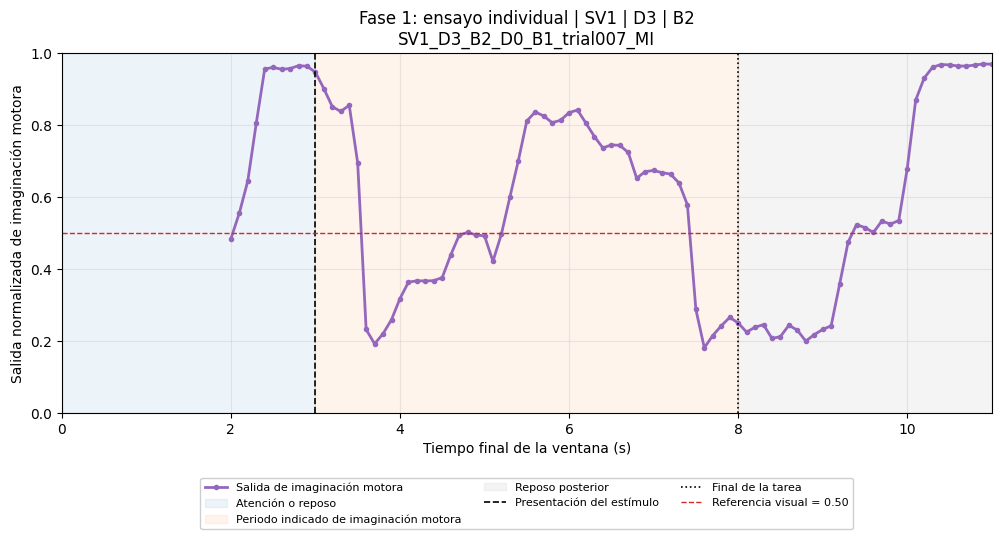 Fase 1: ensayo individual | SV1 | D3 | B2
SV1_D3_B2_D0_B1_trial007_MI
Salida normalizada de imaginación motora
1.0
0.8
0.6
0.4
0.2
0.0
0 2 4 6 8 10
Tiempo final de la ventana (s)
Salida de imaginación motora
Atención o reposo
Periodo indicado de imaginación motora
Reposo posterior
Presentación del estímulo
Final de la tarea
Referencia visual = 0.50